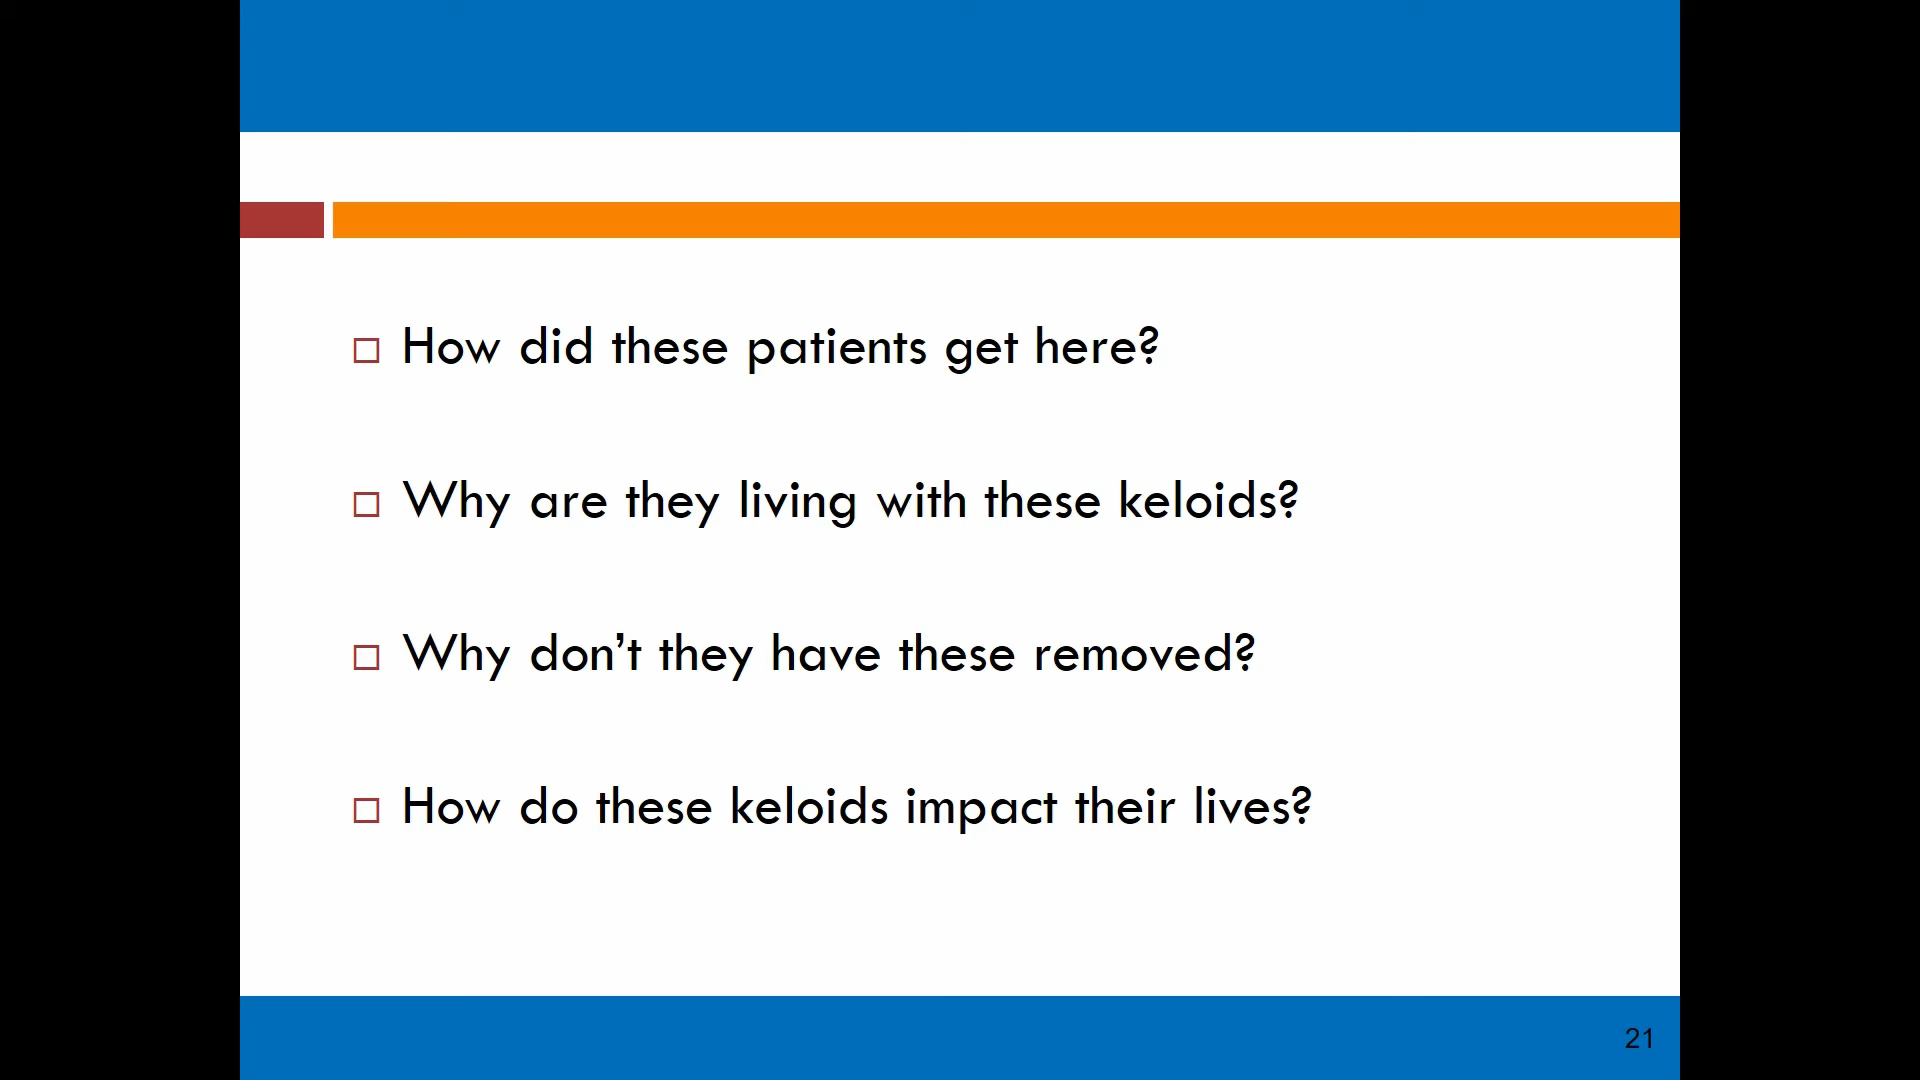 How did these patients get here?
Why are they living with these keloids?
Why don’t they have these removed?
How do these keloids impact their lives?
21